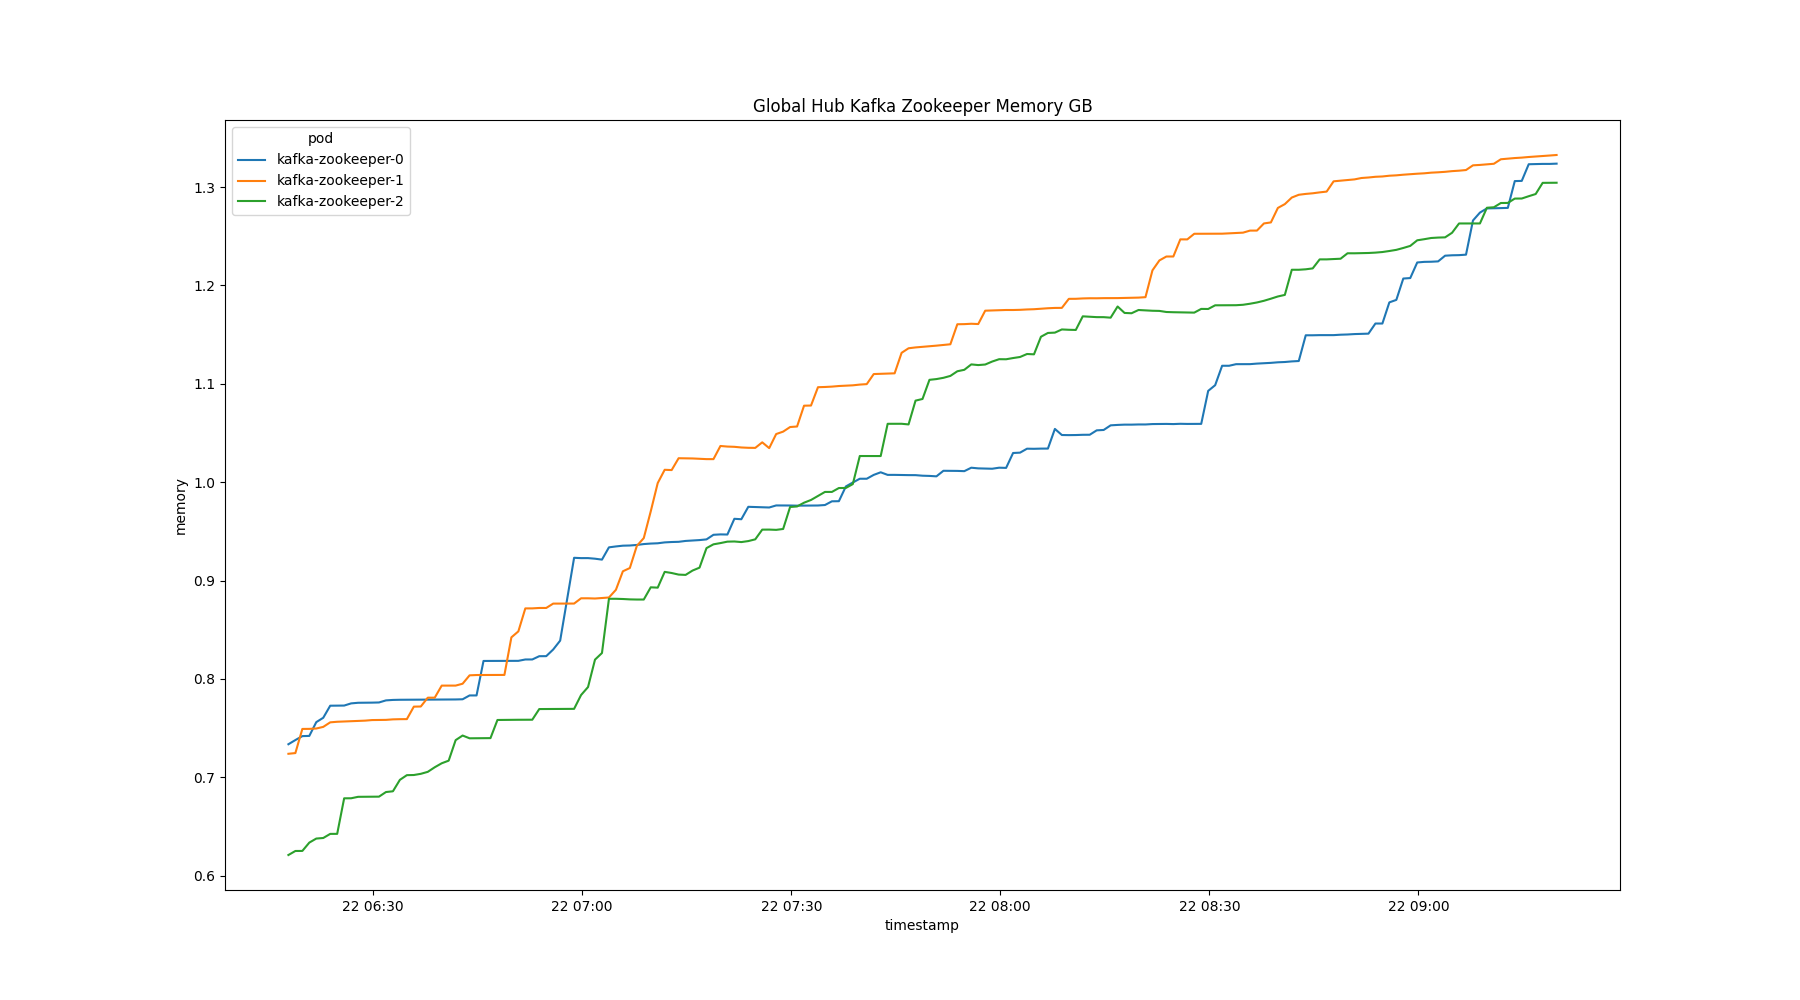 Global Hub Kafka Zookeeper Memory GB
pod
kafka-zookeeper-0
kafka-zookeeper-1
kafka-zookeeper-2
memory
1.3
1.2
1.1
1.0
0.9
0.8
0.7
0.6
22 06:30 22 07:00 22 07:30 22 08:00 22 08:30 22 09:00
timestamp